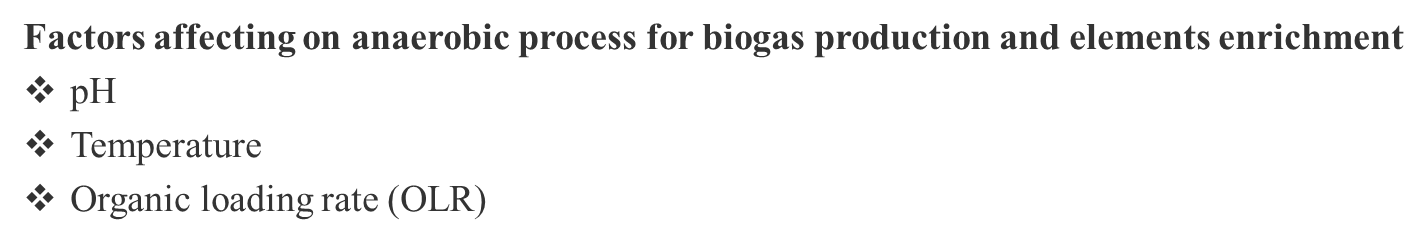 Factors affecting on anaerobic process for biogas production and elements enrichment
❖ pH
❖ Temperature
❖ Organic loading rate (OLR)